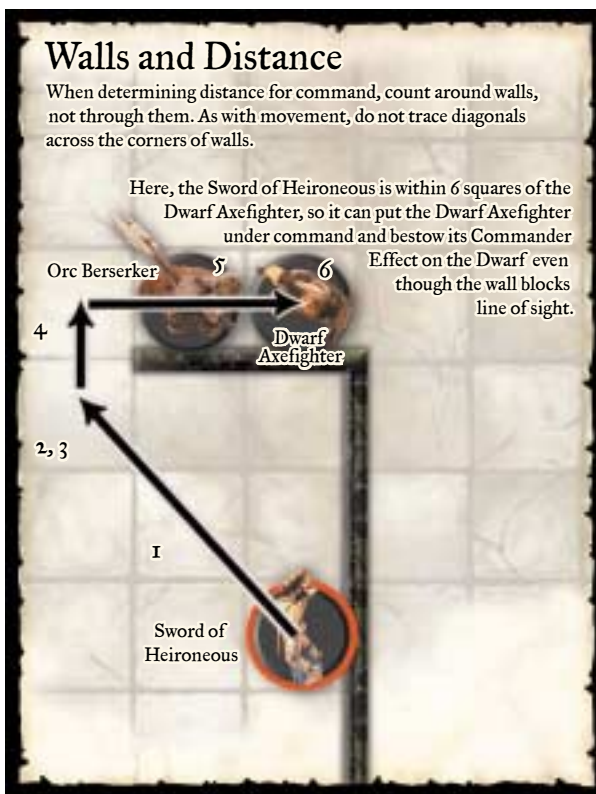 Walls and Distance
When determining distance for command, count around walls,
not through them. As with movement, do not trace diagonals
across the corners of walls.
Here, the Sword of Heironeous is within 6 squares of the
Dwarf Axefighter, so it can put the Dwarf Axefighter
under command and bestow its Commander
Effect on the Dwarf even
though the wall blocks
line of sight.
Orc Berserker
5
6
4
Dwarf
Axefighter
2, 3
1
Sword of
Heironeous